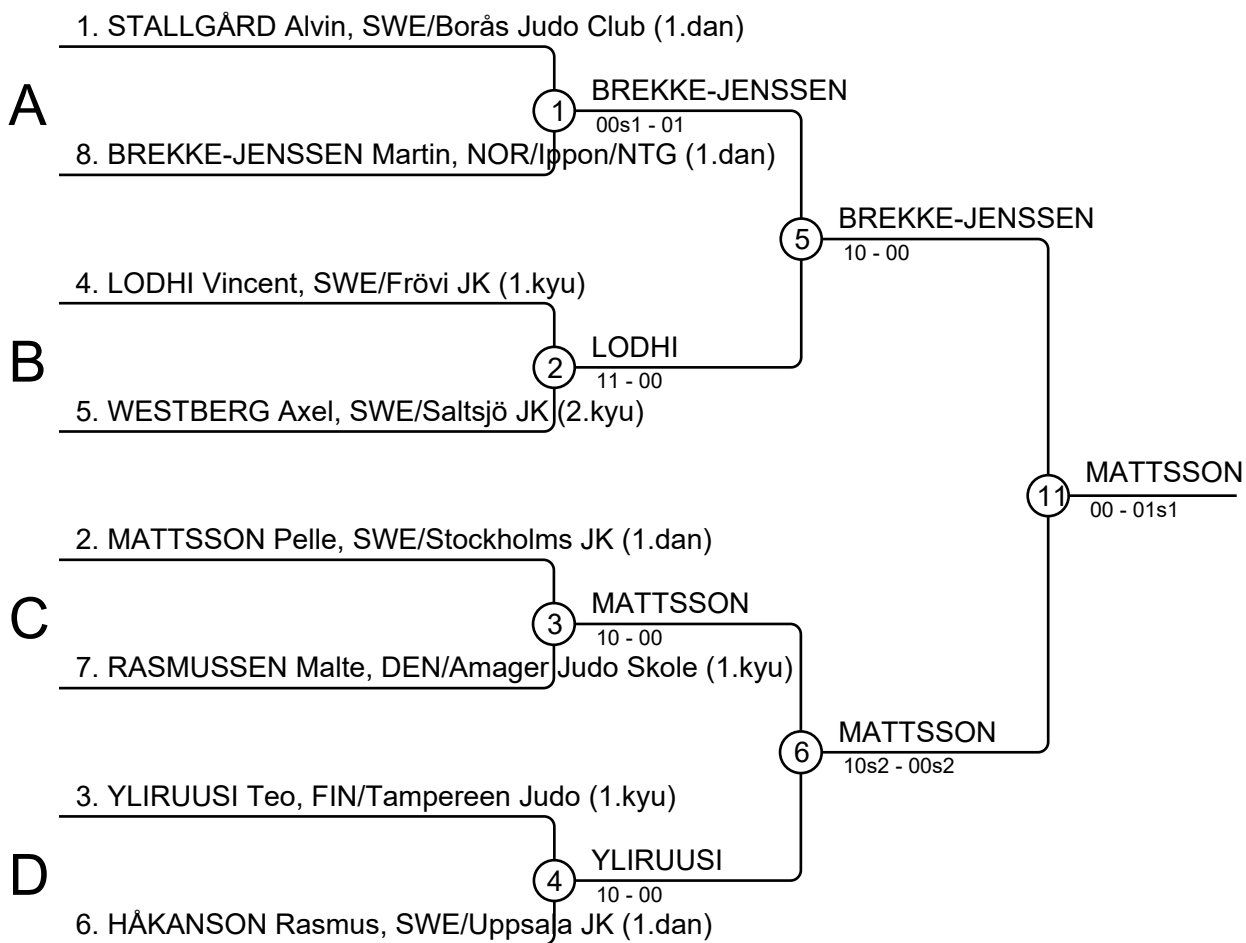 1. STALLGÅRD Alvin, SWE/Borås Judo Club (1.dan)
A
1
BREKKE-JENSSEN
00s1 - 01
8. BREKKE-JENSSEN Martin, NOR/Ippon/NTG (1.dan)
5
BREKKE-JENSSEN
10 - 00
4. LODHI Vincent, SWE/Frövi JK (1.kyu)
B
2
LODHI
11 - 00
5. WESTBERG Axel, SWE/Saltsjö JK (2.kyu)
11
MATTSSON
00 - 01s1
2. MATTSSON Pelle, SWE/Stockholms JK (1.dan)
C
3
MATTSSON
10 - 00
7. RASMUSSEN Malte, DEN/Amager Judo Skole (1.kyu)
6
MATTSSON
10s2 - 00s2
3. YLIRUUSI Teo, FIN/Tampereen Judo (1.kyu)
D
4
YLIRUUSI
10 - 00
6. HÅKANSON Rasmus, SWE/Uppsala JK (1.dan)